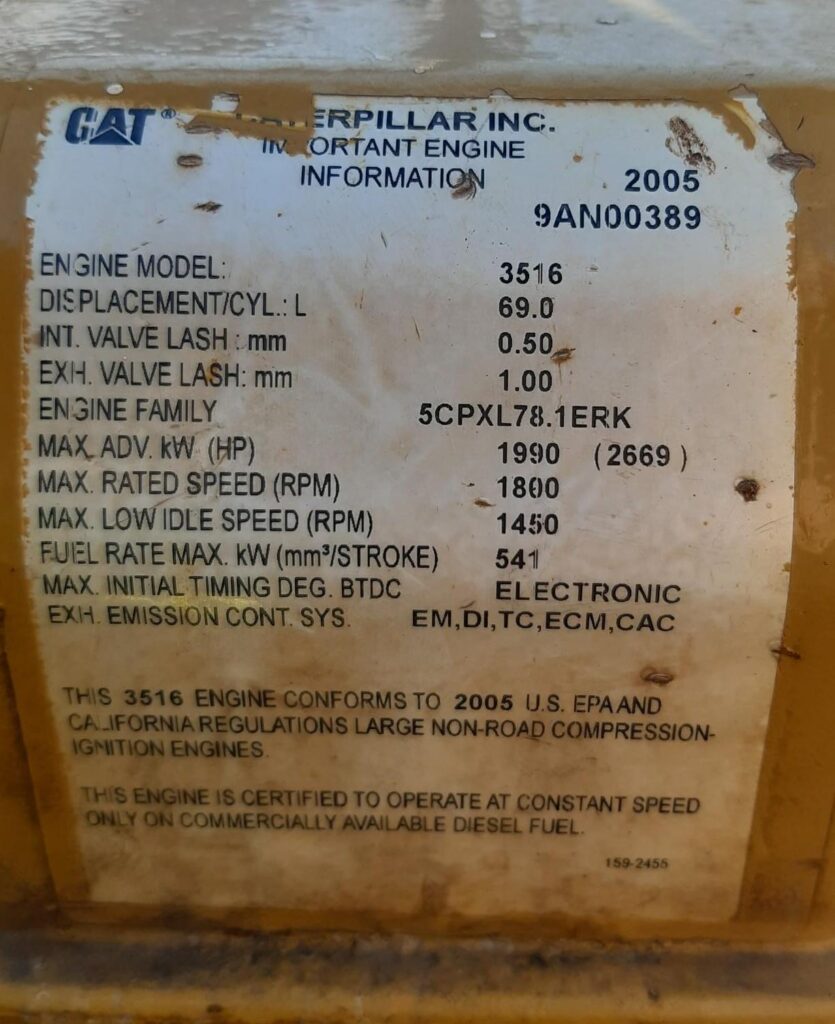 CAT® CATERPILLAR INC.
IMPORTANT ENGINE
INFORMATION 2005
9AN00389
ENGINE MODEL: 3516
DISPLACEMENT/CYL.: L 69.0
INT. VALVE LASH : mm 0.50
EXH. VALVE LASH: mm 1.00
ENGINE FAMILY 5CPXL78.1ERK
MAX. ADV. kW (HP) 1990 (2669)
MAX. RATED SPEED (RPM) 1800
MAX. LOW IDLE SPEED (RPM) 1450
FUEL RATE MAX. kW (mm³/STROKE) 541
MAX. INITIAL TIMING DEG. BTDC ELECTRONIC
EXH. EMISSION CONT. SYS. EM,DI,TC,ECM,CAC
THIS 3516 ENGINE CONFORMS TO 2005 U.S. EPA AND
CALIFORNIA REGULATIONS LARGE NON-ROAD COMPRESSION-
IGNITION ENGINES.
THIS ENGINE IS CERTIFIED TO OPERATE AT CONSTANT SPEED
ONLY ON COMMERCIALLY AVAILABLE DIESEL FUEL.
159-2455